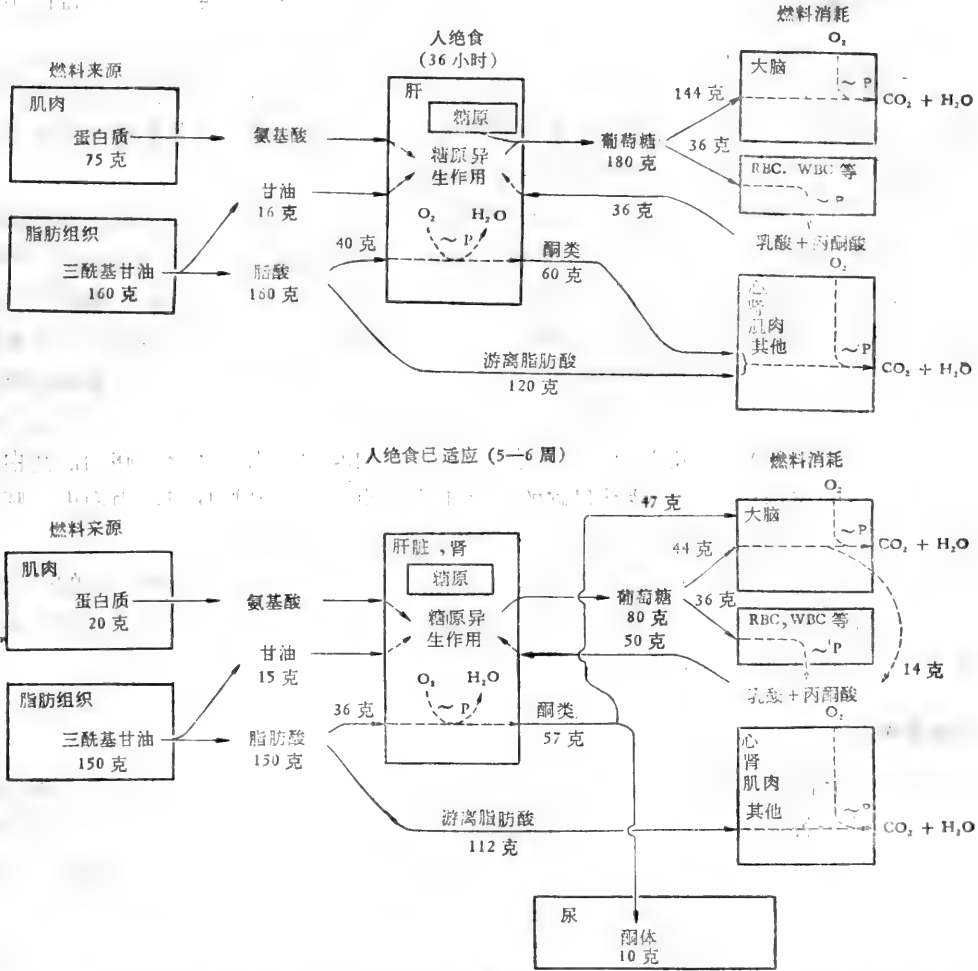 燃料消耗
人绝食
(36 小时)
燃料来源
肌肉
蛋白质
75 克
氨基酸
甘油
16 克
脂肪组织
三酰基甘油
160 克
脂酸
160 克
40 克
肝
糖原
糖原异
生作用
O₂
H₂O
~ P
葡萄糖
180 克
36 克
酮类
60 克
游离脂肪酸
120 克
144 克
36 克
O₂
大脑
~ P
CO₂ + H₂O
RBC. WBC 等
~ P
乳酸 + 丙酮酸
O₂
心
肾
肌肉
其他
~ P
CO₂ + H₂O
人绝食已适应 (5—6 周)
燃料消耗
燃料来源
肌肉
蛋白质
20 克
氨基酸
甘油
15 克
脂肪组织
三酰基甘油
150 克
脂肪酸
150 克
36 克
肝脏，肾
糖原
糖原异
生作用
O₂
H₂O
~ P
葡萄糖
80 克
50 克
酮类
57 克
游离脂肪酸
112 克
47 克
44 克
36 克
O₂
大脑
~ P
CO₂ + H₂O
RBC, WBC 等
~ P
14 克
乳酸 + 丙酮酸
O₂
心
肾
肌肉
其他
~ P
CO₂ + H₂O
尿
酮体
10 克